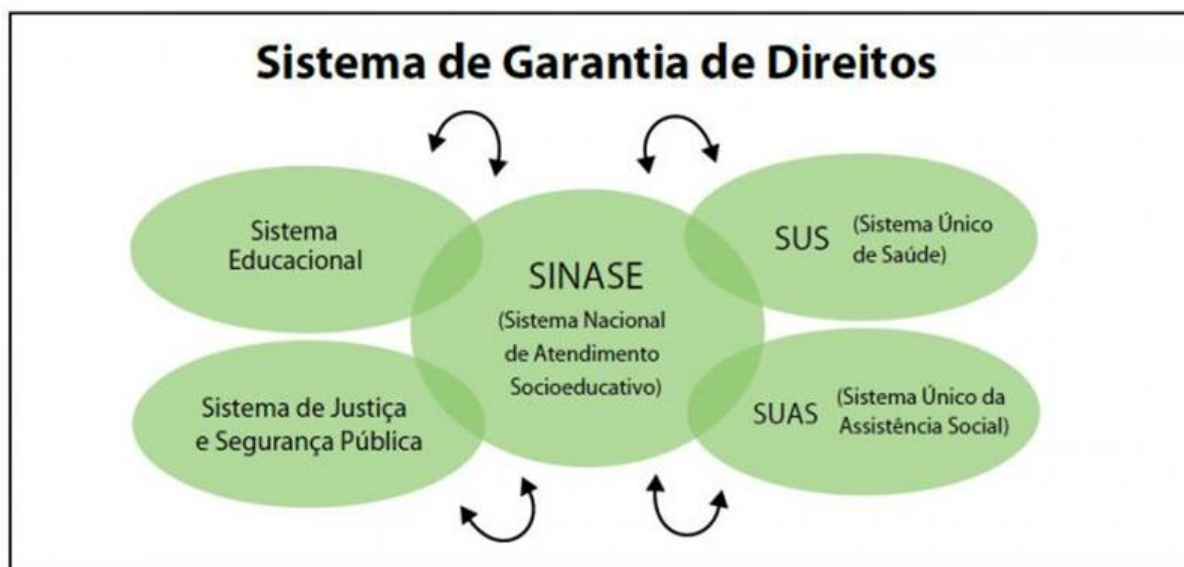 Sistema de Garantia de Direitos
Sistema
Educacional
SINASE
(Sistema Nacional
de Atendimento
Socioeducativo)
SUS (Sistema Único
de Saúde)
Sistema de Justiça
e Segurança Pública
SUAS (Sistema Único da
Assistência Social)